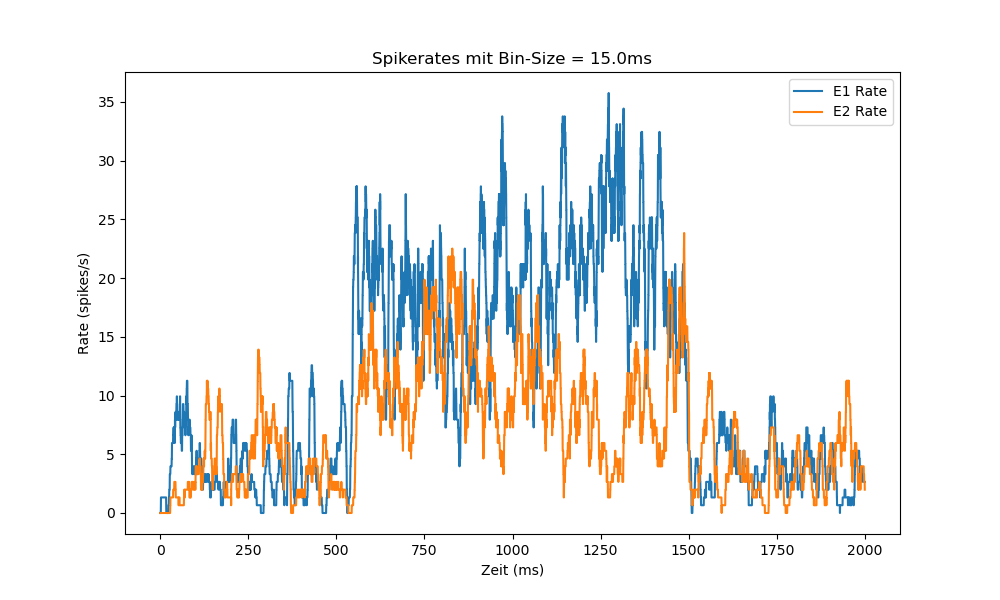 Spikerates mit Bin-Size = 15.0ms
E1 Rate
E2 Rate
35
30
25
20
15
10
5
0
Rate (spikes/s)
0 250 500 750 1000 1250 1500 1750 2000
Zeit (ms)